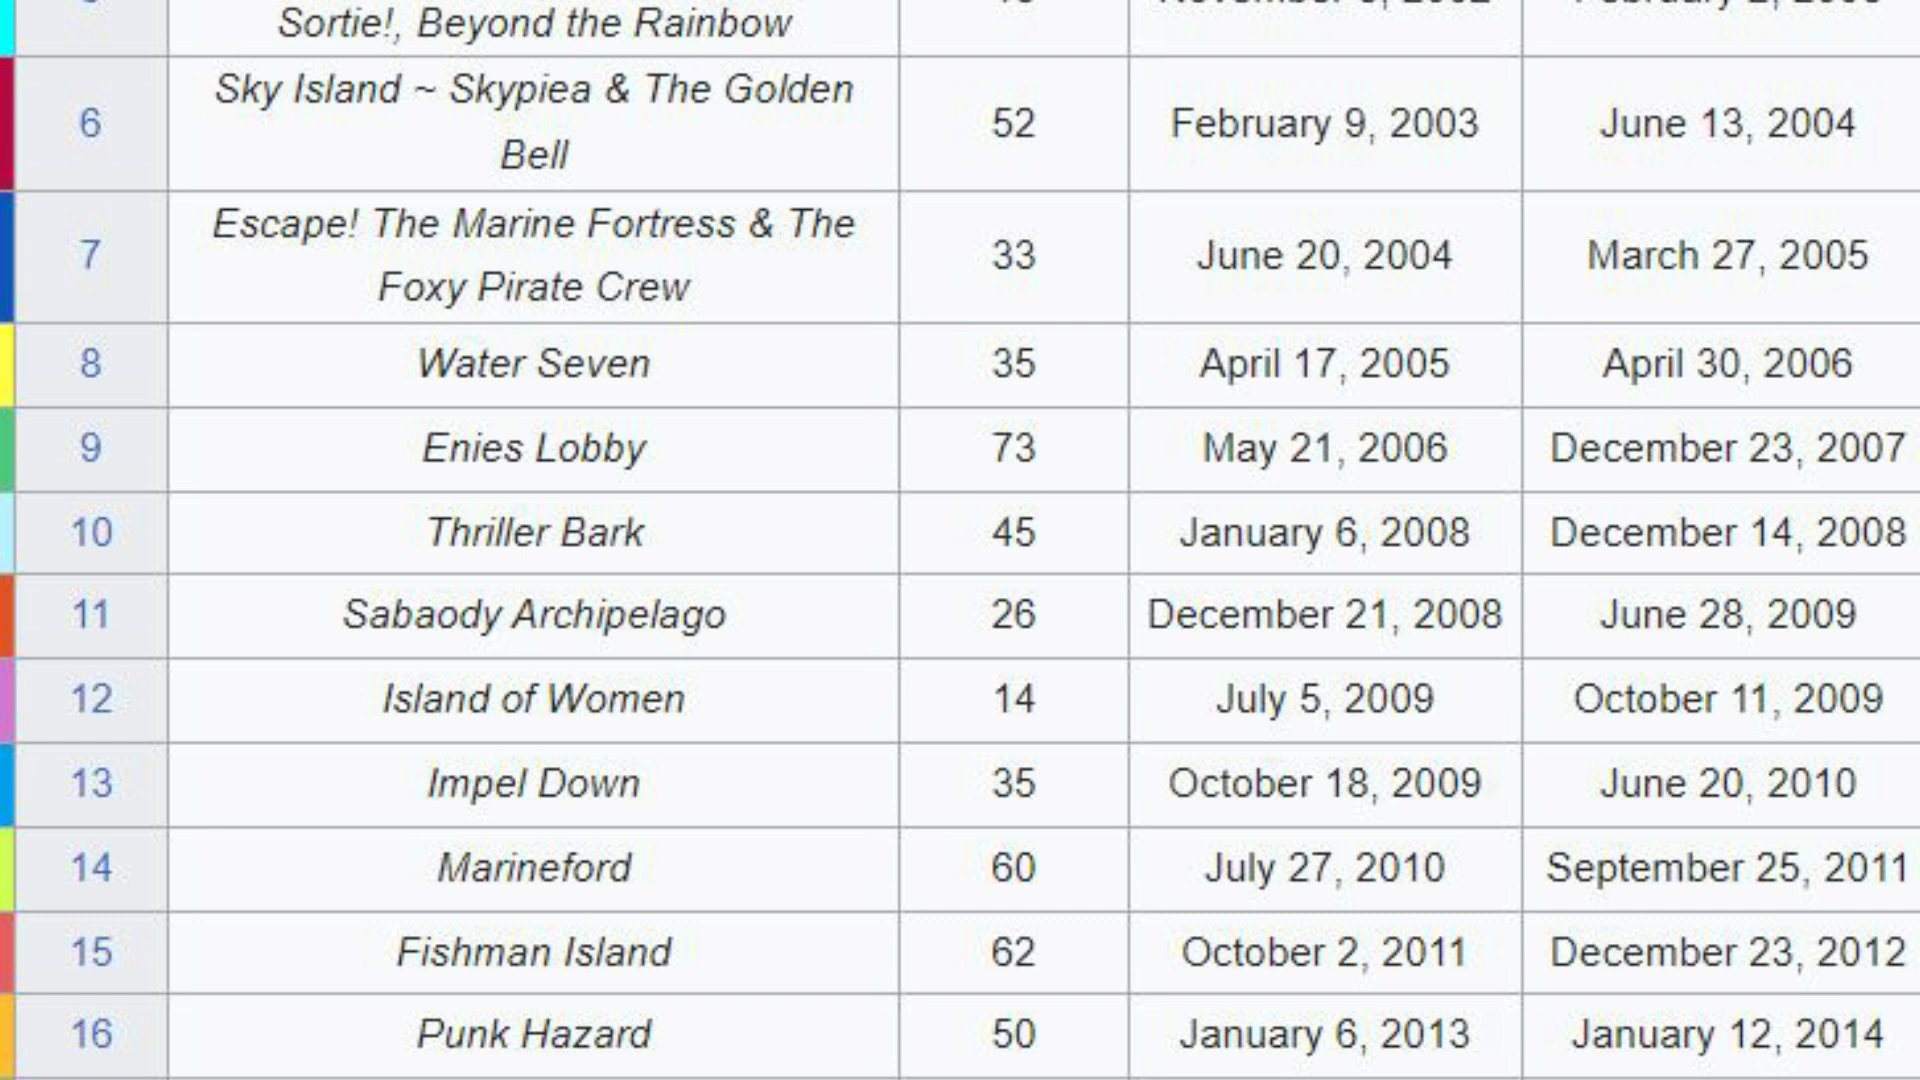 Sortie!, Beyond the Rainbow
6 Sky Island ~ Skypiea & The Golden
Bell 52 February 9, 2003 June 13, 2004
7 Escape! The Marine Fortress & The
Foxy Pirate Crew 33 June 20, 2004 March 27, 2005
8 Water Seven 35 April 17, 2005 April 30, 2006
9 Enies Lobby 73 May 21, 2006 December 23, 2007
10 Thriller Bark 45 January 6, 2008 December 14, 2008
11 Sabaody Archipelago 26 December 21, 2008 June 28, 2009
12 Island of Women 14 July 5, 2009 October 11, 2009
13 Impel Down 35 October 18, 2009 June 20, 2010
14 Marineford 60 July 27, 2010 September 25, 2011
15 Fishman Island 62 October 2, 2011 December 23, 2012
16 Punk Hazard 50 January 6, 2013 January 12, 2014